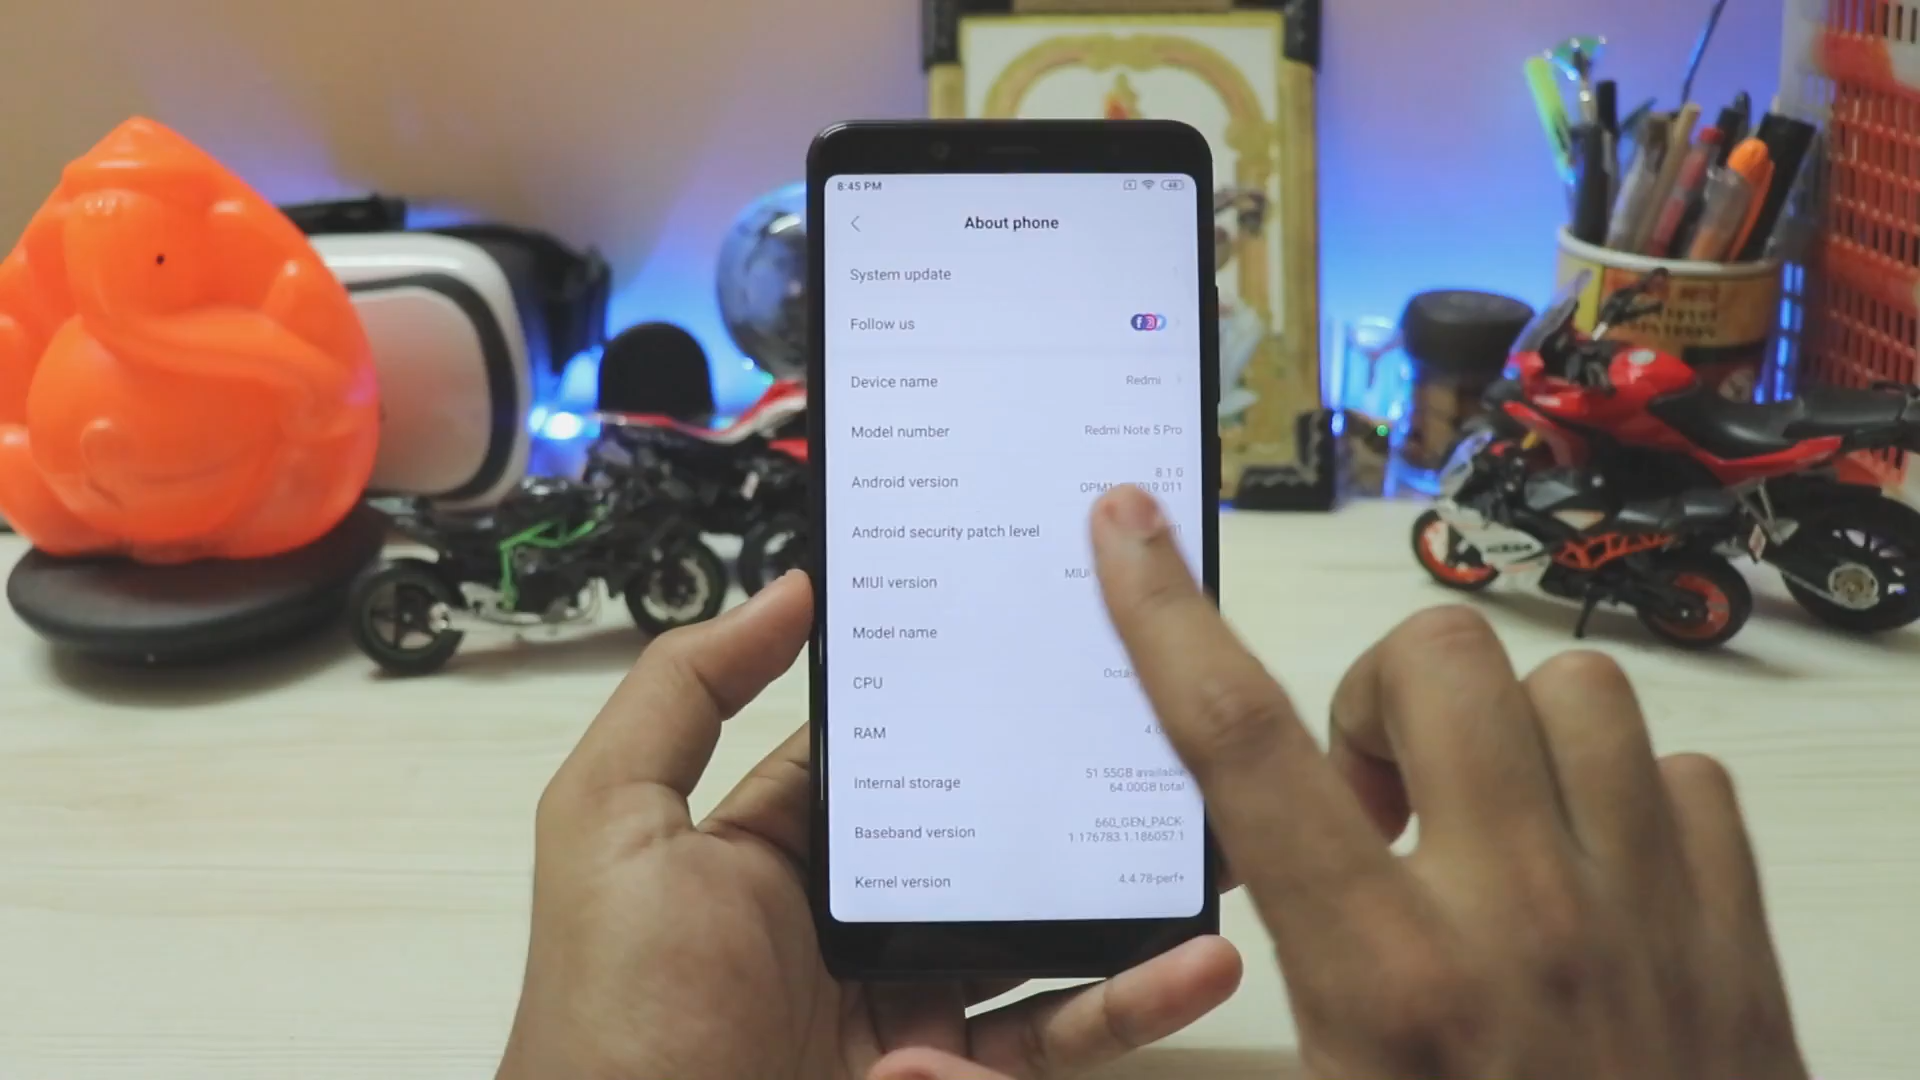 8:45 PM
48
About phone
System update
Follow us
Device name
Redmi
Model number
Redmi Note 5 Pro
Android version
8.1.0
011
Android security patch level
MIUI version
MIUI
Model name
CPU
RAM
Internal storage
51.55GB available
64.00GB total
Baseband version
660_GEN_PACK-
1.176783.1.186057.1
Kernel version
4.4.78-perf+